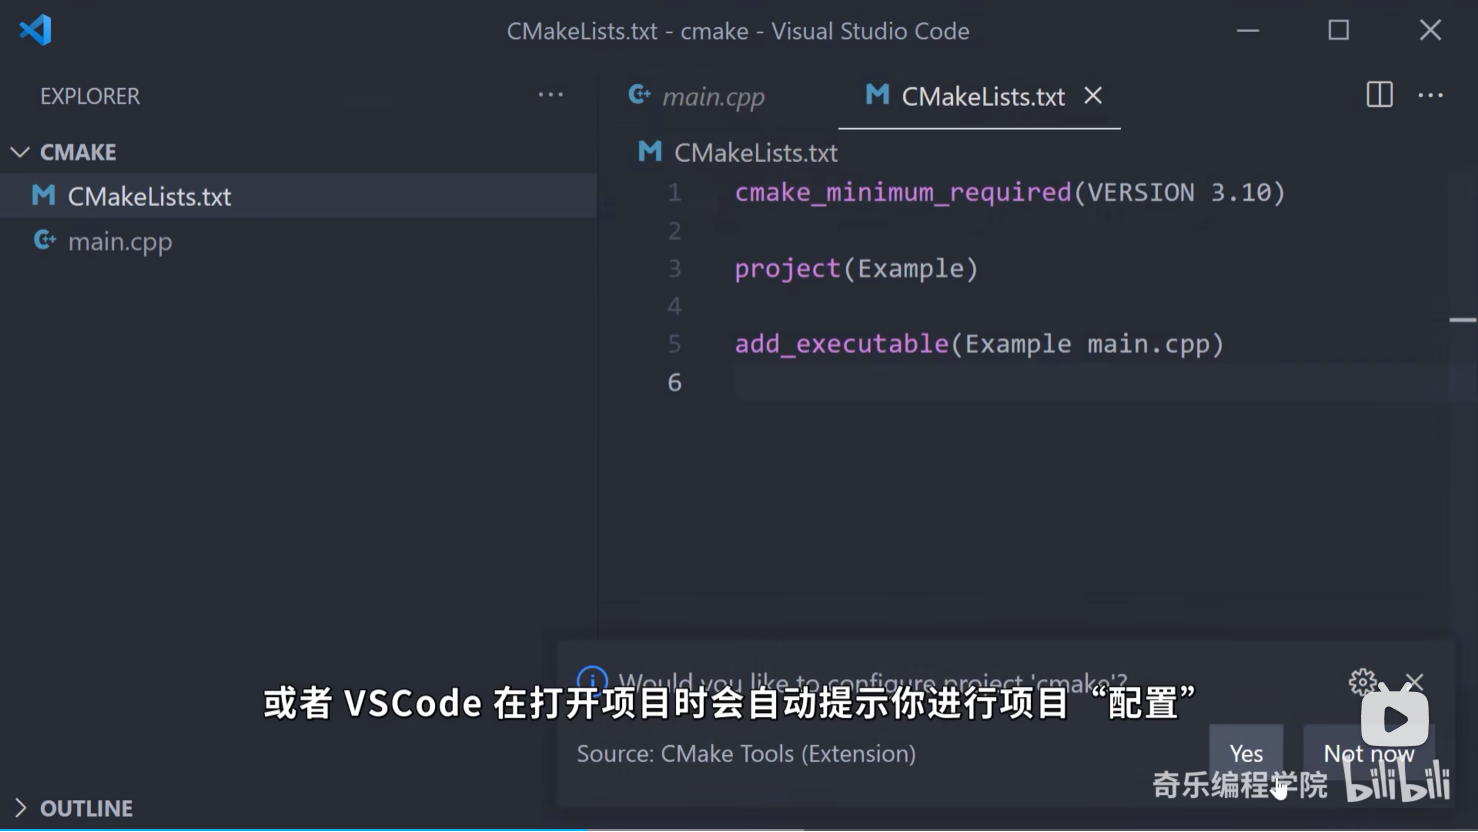 CMakeLists.txt - cmake - Visual Studio Code
EXPLORER
CMAKE
CMakeLists.txt
main.cpp
OUTLINE
main.cpp
CMakeLists.txt
CMakeLists.txt
1 cmake_minimum_required(VERSION 3.10)
2
3 project(Example)
4
5 add_executable(Example main.cpp)
6
Would you like to configure project 'cmake'?
或者 VSCode 在打开项目时会自动提示你进行项目“配置”
Source: CMake Tools (Extension)
Yes
Not now
奇乐编程学院 bilibili